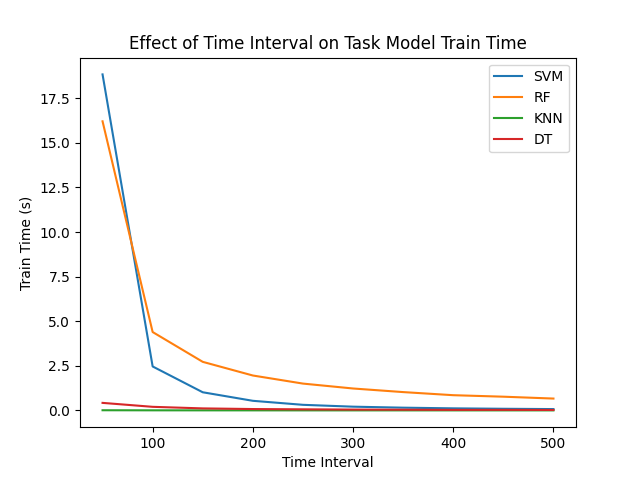 Effect of Time Interval on Task Model Train Time
SVM
RF
KNN
DT
Train Time (s)
17.5
15.0
12.5
10.0
7.5
5.0
2.5
0.0
100
200
300
400
500
Time Interval